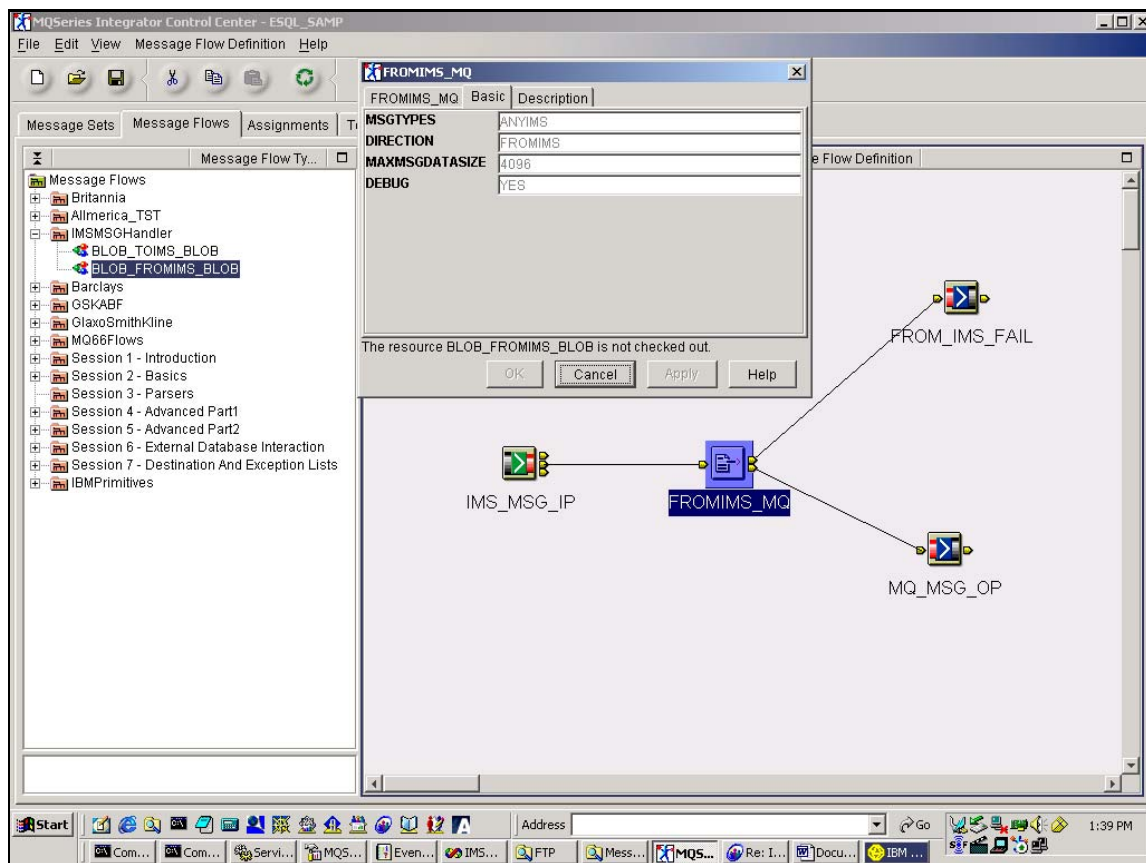 MQSeries Integrator Control Center - ESQL_SAMP
File Edit View Message Flow Definition Help
FROMIMS_MQ
FROMIMS_MQ Basic Description
MSGTYPES ANYIMS
DIRECTION FROMIMS
MAXMSGDATASIZE 4096
DEBUG YES
The resource BLOB_FROMIMS_BLOB is not checked out.
OK Cancel Apply Help
Message Sets Message Flows Assignments T
Message Flow Ty...
e Flow Definition
Message Flows
Britannia
Allmerica_TST
IMSMSGHandler
BLOB_TOIMS_BLOB
BLOB_FROMIMS_BLOB
Barclays
GSKABF
GlaxoSmithKline
MQ66Flows
Session 1 - Introduction
Session 2 - Basics
Session 3 - Parsers
Session 4 - Advanced Part1
Session 5 - Advanced Part2
Session 6 - External Database Interaction
Session 7 - Destination And Exception Lists
IBMPrimitives
FROM_IMS_FAIL
IMS_MSG_IP
FROMIMS_MQ
MQ_MSG_OP
Start Address Go 1:39 PM
Com... Com... Servi... MQS... Even... IMS... FTP Mess... MQS... Re: I... Docu... IBM ...